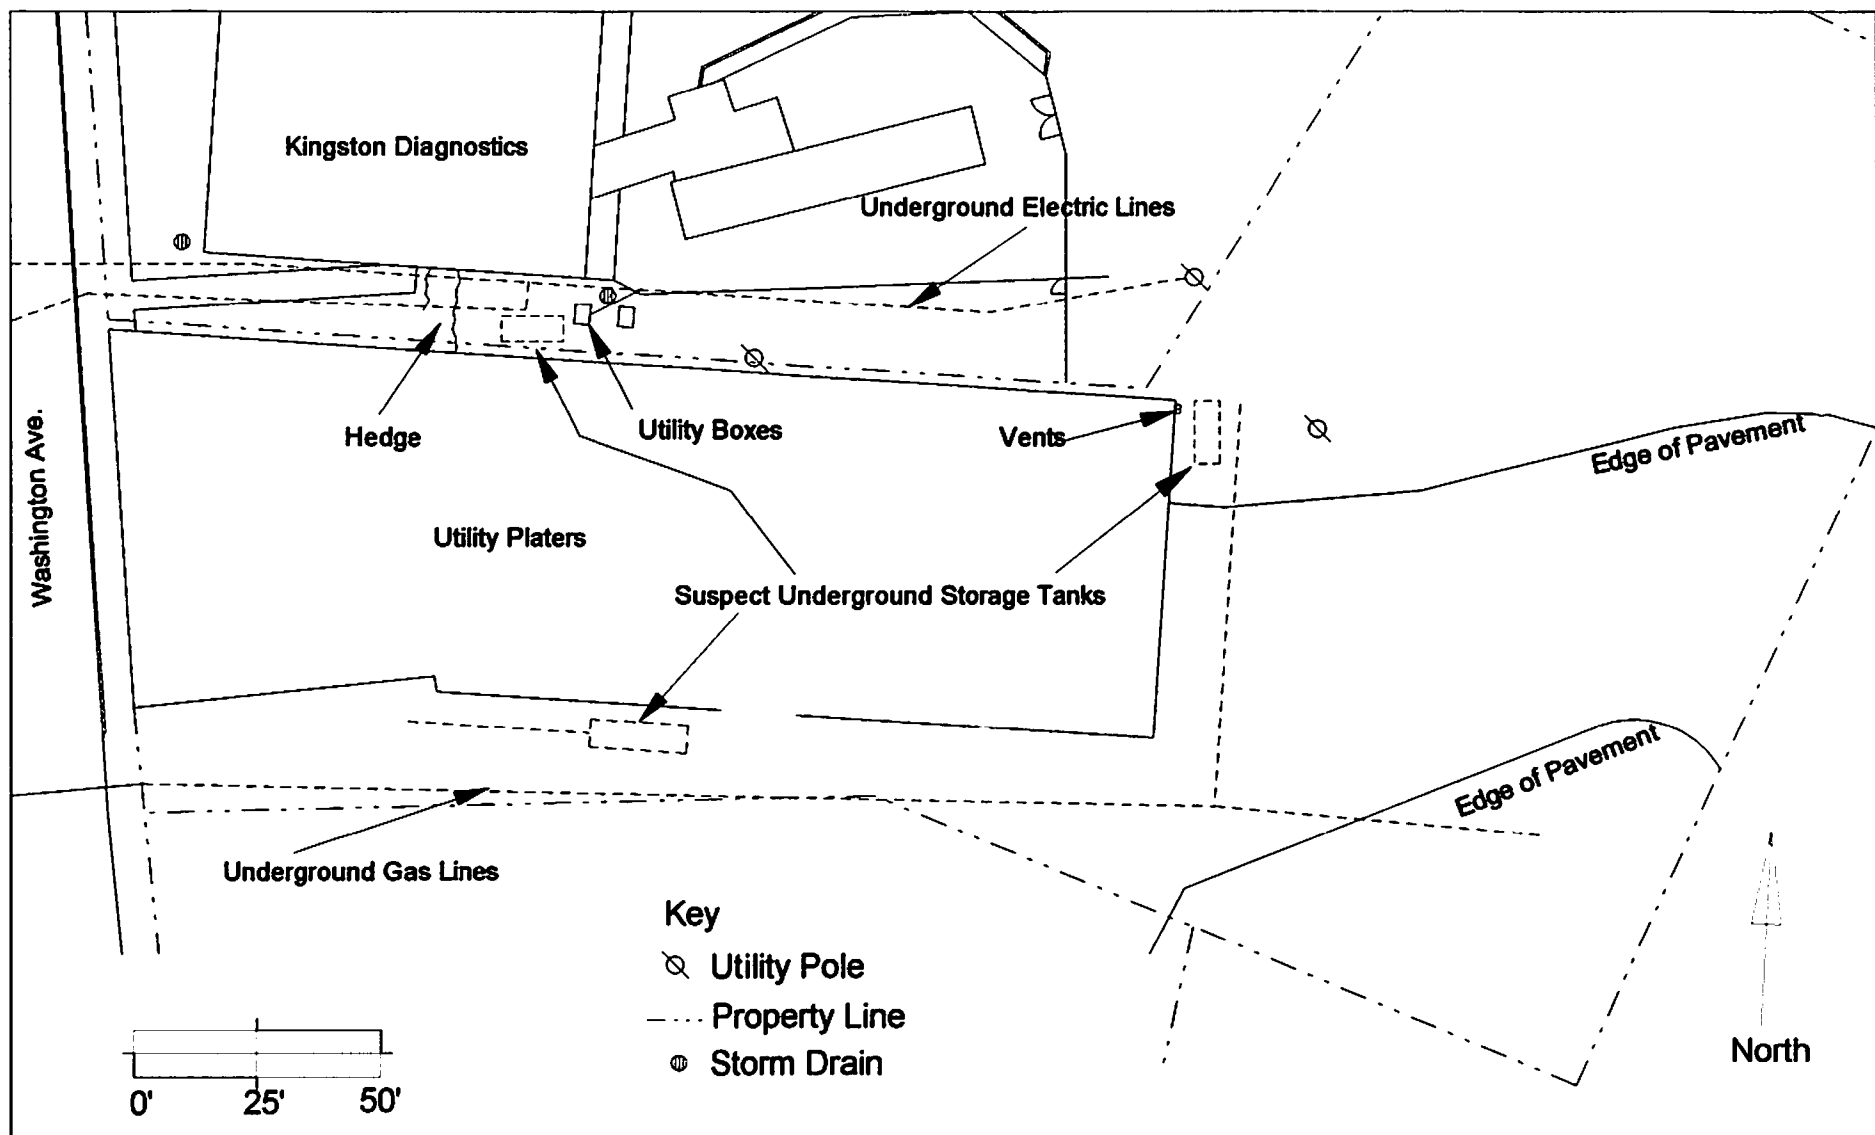 Kingston Diagnostics
Underground Electric Lines
Hedge
Utility Boxes
Vents
Edge of Pavement
Washington Ave.
Utility Platers
Suspect Underground Storage Tanks
Edge of Pavement
Underground Gas Lines
Key
Utility Pole
Property Line
Storm Drain
North
0' 25' 50'